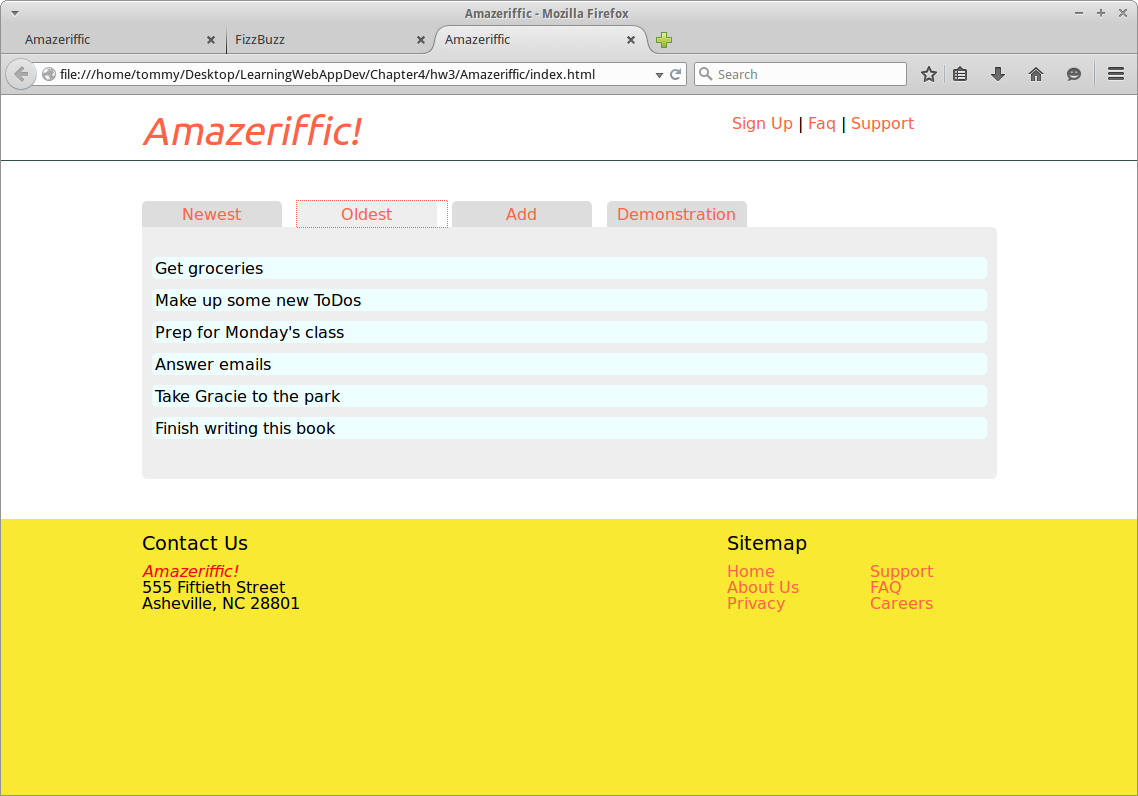 Amazeriffic - Mozilla Firefox
Amazeriffic FizzBuzz Amazeriffic
file:///home/tommy/Desktop/LearningWebAppDev/Chapter4/hw3/Amazeriffic/index.html Search
Amazeriffic! Sign Up | Faq | Support
Newest Oldest Add Demonstration
Get groceries
Make up some new ToDos
Prep for Monday's class
Answer emails
Take Gracie to the park
Finish writing this book
Contact Us
Amazeriffic!
555 Fiftieth Street
Asheville, NC 28801
Sitemap
Home Support
About Us FAQ
Privacy Careers